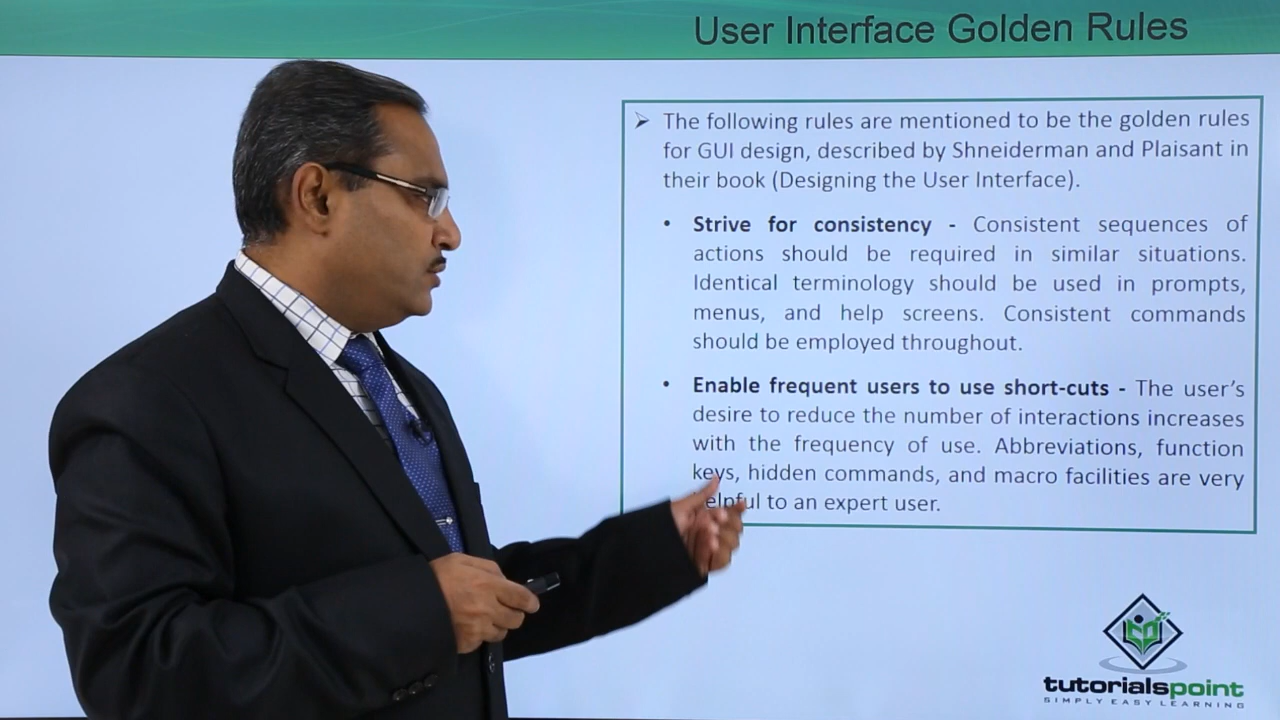 User Interface Golden Rules
The following rules are mentioned to be the golden rules
for GUI design, described by Shneiderman and Plaisant in
their book (Designing the User Interface).
• Strive for consistency - Consistent sequences of
actions should be required in similar situations.
Identical terminology should be used in prompts,
menus, and help screens. Consistent commands
should be employed throughout.
• Enable frequent users to use short-cuts - The user's
desire to reduce the number of interactions increases
with the frequency of use. Abbreviations, function
keys, hidden commands, and macro facilities are very
elpful to an expert user.
tutorialspoint
SIMPLY EASY LEARNING